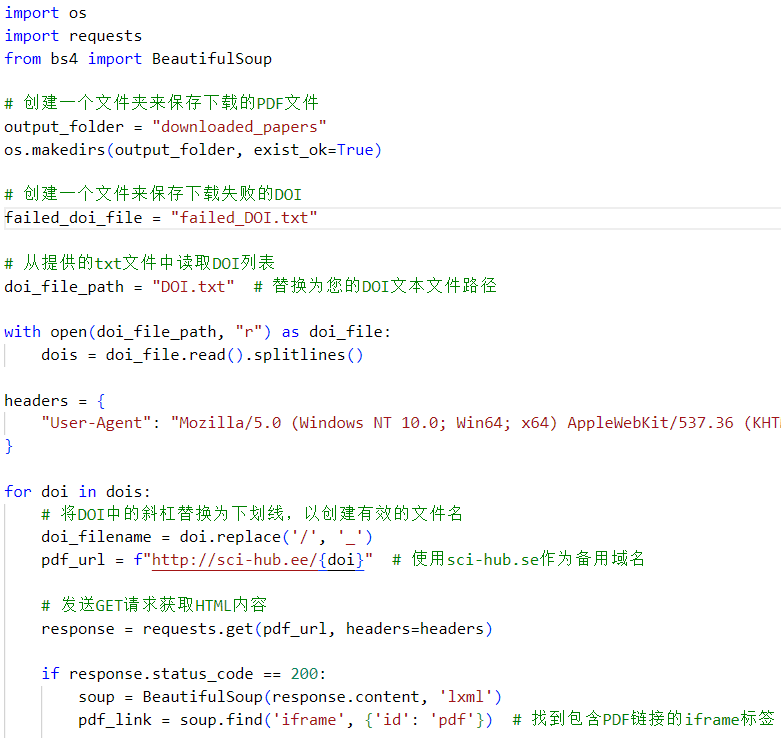 import os
import requests
from bs4 import BeautifulSoup

# 创建一个文件夹来保存下载的PDF文件
output_folder = "downloaded_papers"
os.makedirs(output_folder, exist_ok=True)

# 创建一个文件来保存下载失败的DOI
failed_doi_file = "failed_DOI.txt"

# 从提供的txt文件中读取DOI列表
doi_file_path = "DOI.txt"  # 替换为您的DOI文本文件路径

with open(doi_file_path, "r") as doi_file:
    dois = doi_file.read().splitlines()

headers = {
    "User-Agent": "Mozilla/5.0 (Windows NT 10.0; Win64; x64) AppleWebKit/537.36 (KHTM
}

for doi in dois:
    # 将DOI中的斜杠替换为下划线，以创建有效的文件名
    doi_filename = doi.replace('/', '_')
    pdf_url = f"http://sci-hub.ee/{doi}"  # 使用sci-hub.se作为备用域名

    # 发送GET请求获取HTML内容
    response = requests.get(pdf_url, headers=headers)

    if response.status_code == 200:
        soup = BeautifulSoup(response.content, 'lxml')
        pdf_link = soup.find('iframe', {'id': 'pdf'})  # 找到包含PDF链接的iframe标签